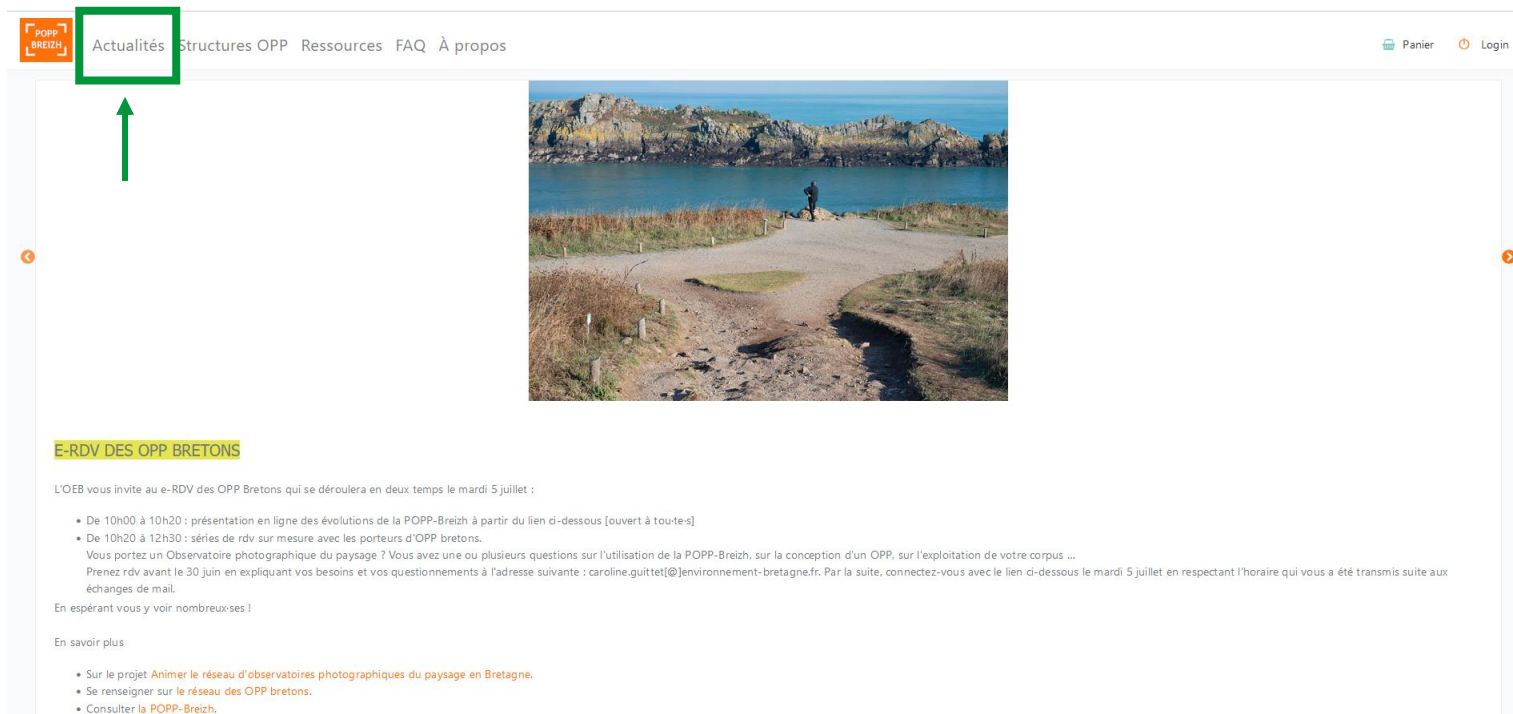 POPP
BREIZH
Actualités Structures OPP Ressources FAQ À propos
Panier Login
E-RDV DES OPP BRETONS
L'OEB vous invite au e-RDV des OPP Bretons qui se déroulera en deux temps le mardi 5 juillet :
• De 10h00 à 10h20 : présentation en ligne des évolutions de la POPP-Breizh à partir du lien ci-dessous [ouvert à tou·te·s]
• De 10h20 à 12h30 : séries de rdv sur mesure avec les porteurs d'OPP bretons.
Vous portez un Observatoire photographique du paysage ? Vous avez une ou plusieurs questions sur l'utilisation de la POPP-Breizh, sur la conception d'un OPP, sur l'exploitation de votre corpus ...
Prenez rdv avant le 30 juin en expliquant vos besoins et vos questionnements à l'adresse suivante : caroline.guittet[@]environnement-bretagne.fr. Par la suite, connectez-vous avec le lien ci-dessous le mardi 5 juillet en respectant l'horaire qui vous a été transmis suite aux
échanges de mail.
En espérant vous y voir nombreux·ses !
En savoir plus
• Sur le projet Animer le réseau d'observatoires photographiques du paysage en Bretagne.
• Se renseigner sur le réseau des OPP bretons.
• Consulter la POPP-Breizh.